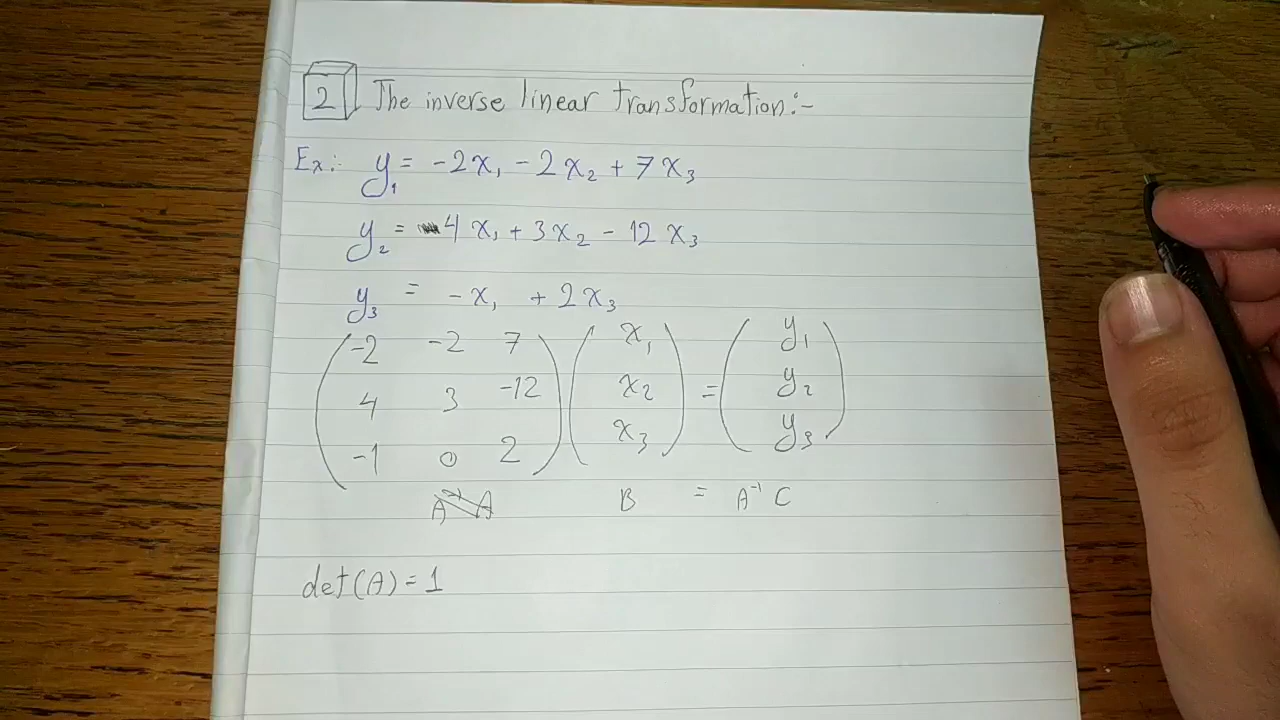 2 The inverse linear transformation:-
Ex:- y₁ = -2x₁ - 2x₂ + 7x₃
y₂ = 4x₁ + 3x₂ - 12x₃
y₃ = -x₁ + 2x₃
-2 -2 7 x₁ y₁
4 3 -12 x₂ = y₂
-1 0 2 x₃ y₃
A⁻¹ A B = A⁻¹ C
det(A) = 1